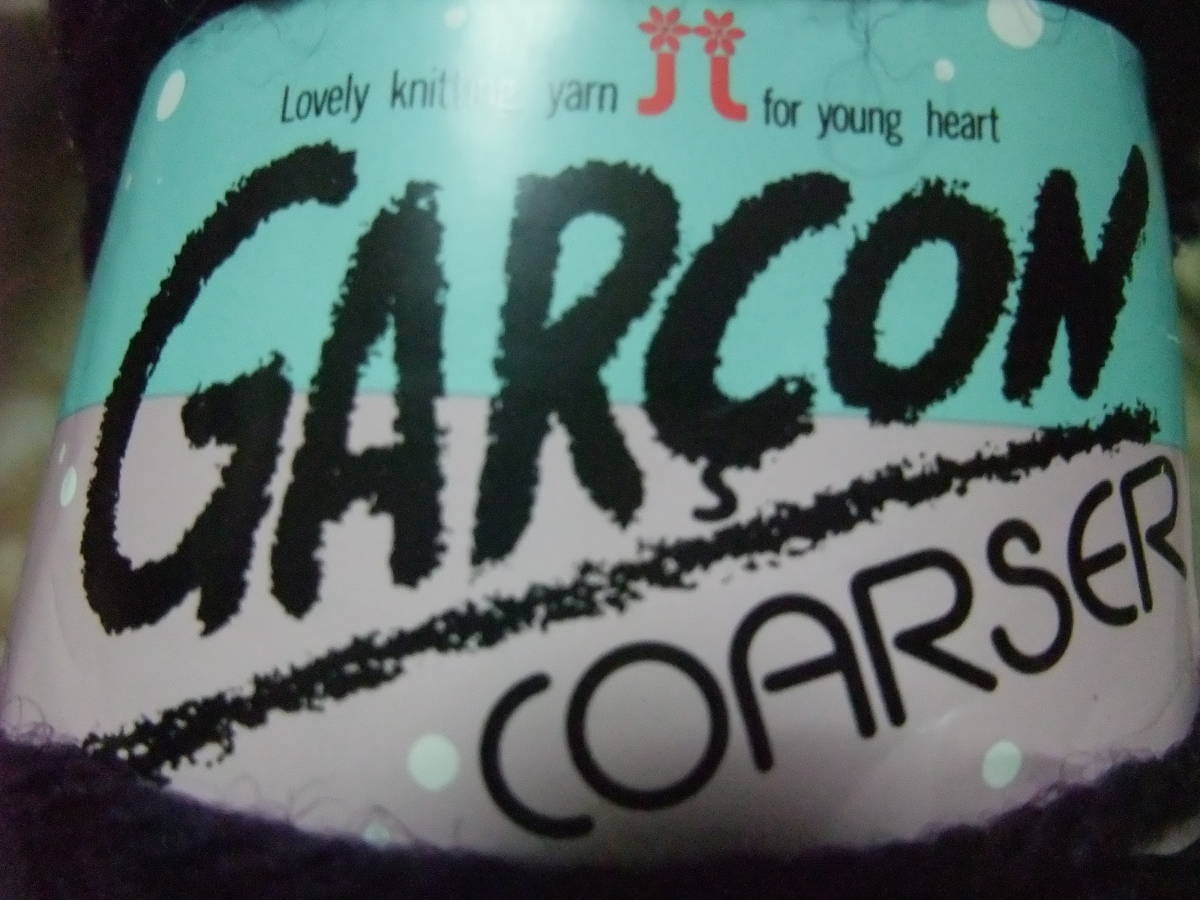 Lovely knitting yarn for young heart
GARÇON
COARSER